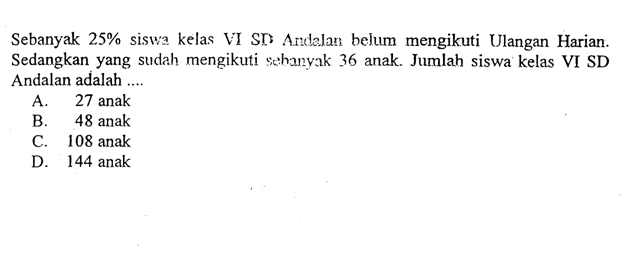 Sebanyak 25% siswa kelas VI SD Andalan belum mengikuti Ulangan Harian.
Sedangkan yang sudah mengikuti sebanyak 36 anak. Jumlah siswa kelas VI SD
Andalan adalah ....
A. 27 anak
B. 48 anak
C. 108 anak
D. 144 anak